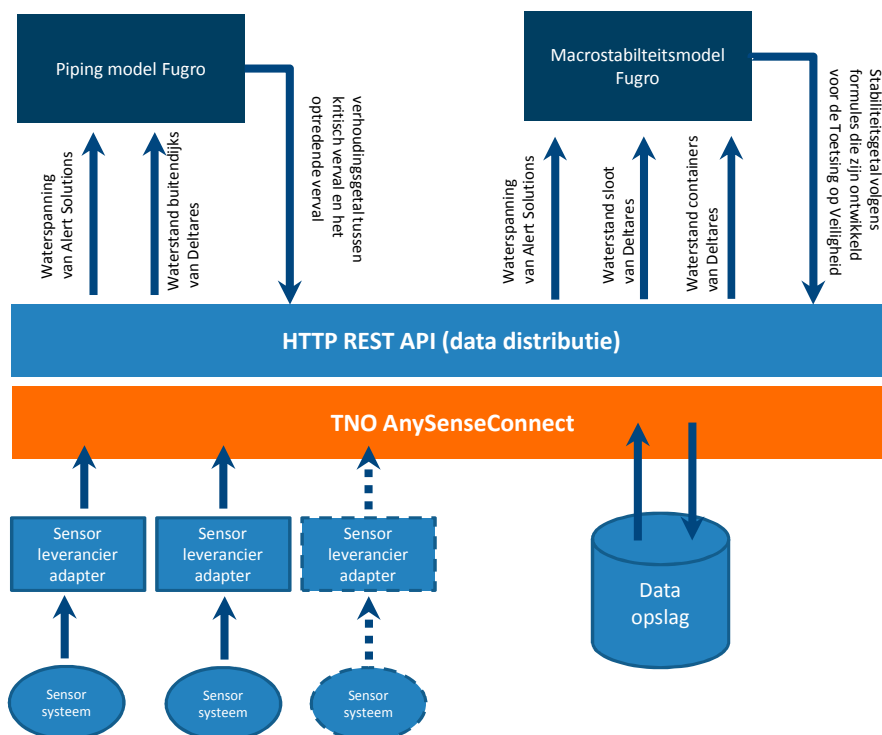 Piping model Fugro
Macrostabilteitsmodel
Fugro
Waterspanning
van Alert Solutions
Waterstand buitendijks
van Deltares
verhoudingsgetal tussen
kritisch verval en het
optredende verval
Waterspanning
van Alert Solutions
Waterstand sloot
van Deltares
Waterstand containers
van Deltares
Stabiliteitsgetal volgens
formules die zijn ontwikkeld
voor de Toetsing op Veiligheid
HTTP REST API (data distributie)
TNO AnySenseConnect
Sensor
leverancier
adapter
Sensor
leverancier
adapter
Sensor
leverancier
adapter
Data
opslag
Sensor
systeem
Sensor
systeem
Sensor
systeem